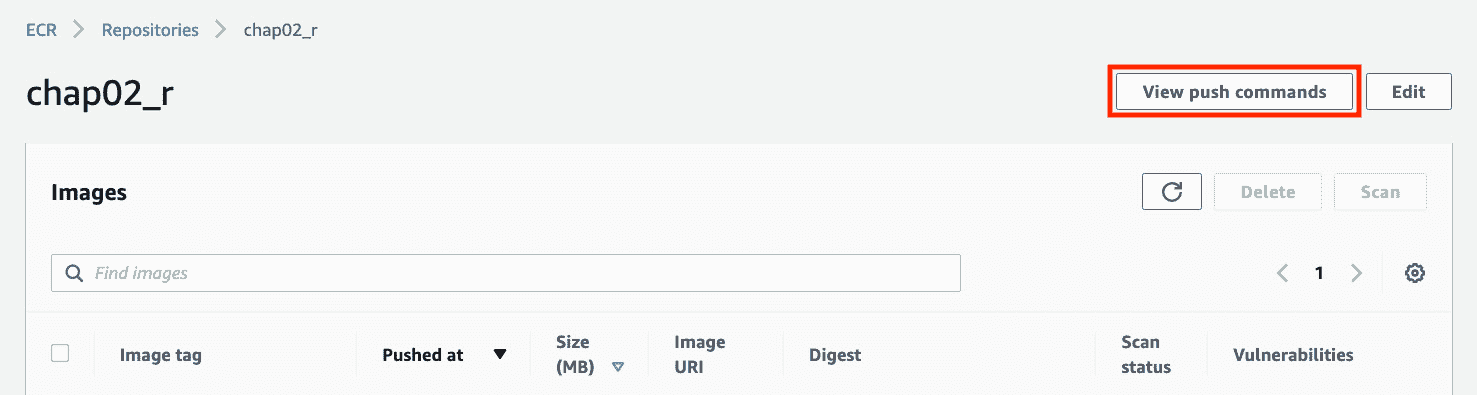 ECR > Repositories > chap02_r
chap02_r
View push commands
Edit
Images
Delete
Scan
Find images
1
Image tag
Pushed at
Size
(MB)
Image
URI
Digest
Scan
status
Vulnerabilities